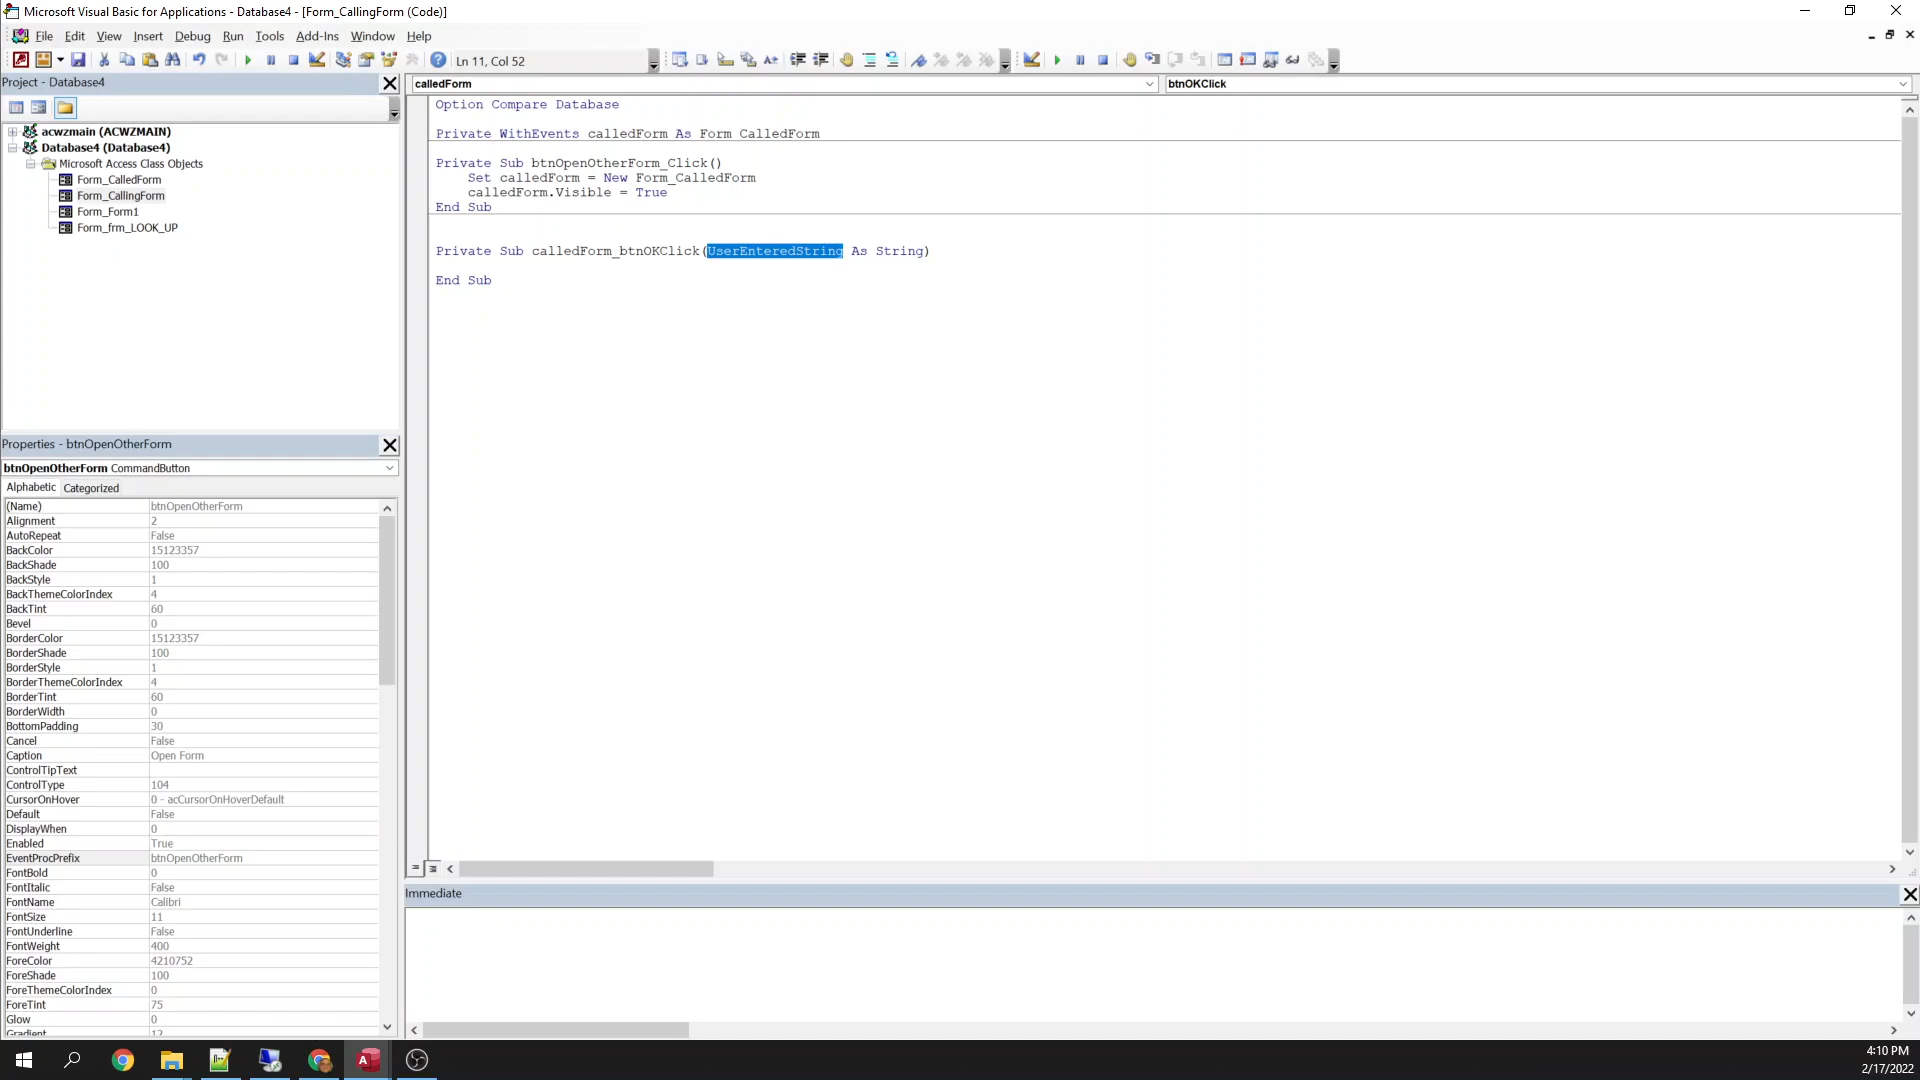 Microsoft Visual Basic for Applications - Database4 - [Form_CallingForm (Code)]
File Edit View Insert Format Debug Run Tools Add-Ins Window Help
Ln 11, Col 52
Project - Database4
calledForm
btnOKClick
acwzmain (ACWZMAIN)
Database4 (Database4)
Microsoft Access Class Objects
Form_CalledForm
Form_CallingForm
Form_Form1
Form_frm_LOOK_UP
Option Compare Database
Private WithEvents calledForm As Form_CalledForm
Private Sub btnOpenOtherForm_Click()
Set calledForm = New Form_CalledForm
calledForm.Visible = True
End Sub
Private Sub calledForm_btnOKClick(UserEnteredString As String)
End Sub
Properties - btnOpenOtherForm
btnOpenOtherForm CommandButton
Alphabetic Categorized
(Name) btnOpenOtherForm
Alignment 2
AutoRepeat False
BackColor 15123357
BackShade 100
BackStyle 1
BackThemeColorIndex 4
BackTint 60
Bevel 0
BorderColor 15123357
BorderShade 100
BorderStyle 1
BorderThemeColorIndex 4
BorderTint 60
BorderWidth 0
BottomPadding 30
Cancel False
Caption Open Form
ControlTipText
ControlType 104
CursorOnHover 0 - acCursorOnHoverDefault
Default False
DisplayWhen 0
Enabled True
EventProcPrefix btnOpenOtherForm
FontBold 0
FontItalic False
FontName Calibri
FontSize 11
FontUnderline False
FontWeight 400
ForeColor 4210752
ForeShade 100
ForeThemeColorIndex 0
ForeTint 75
Glow 0
Gradient 12
Immediate
4:10 PM
2/17/2022